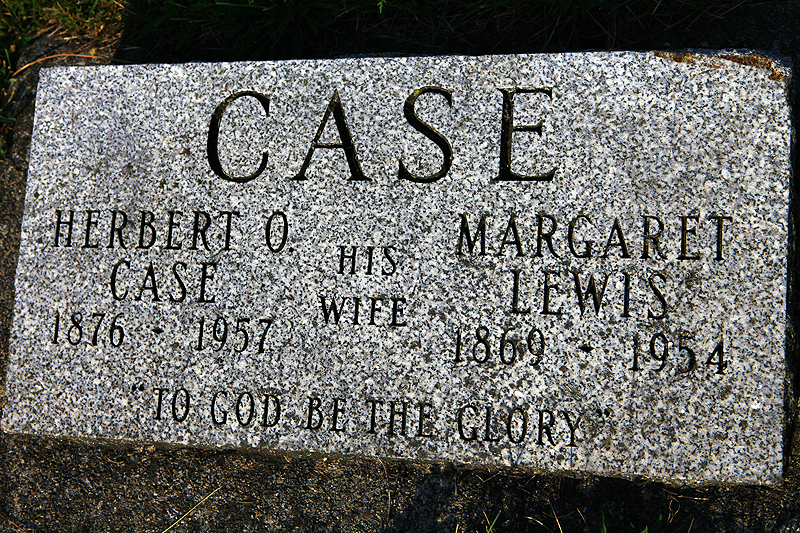 CASE
HERBERT O.
CASE
1876 - 1957
HIS
WIFE
MARGARET
LEWIS
1869 - 1954
"TO GOD BE THE GLORY"